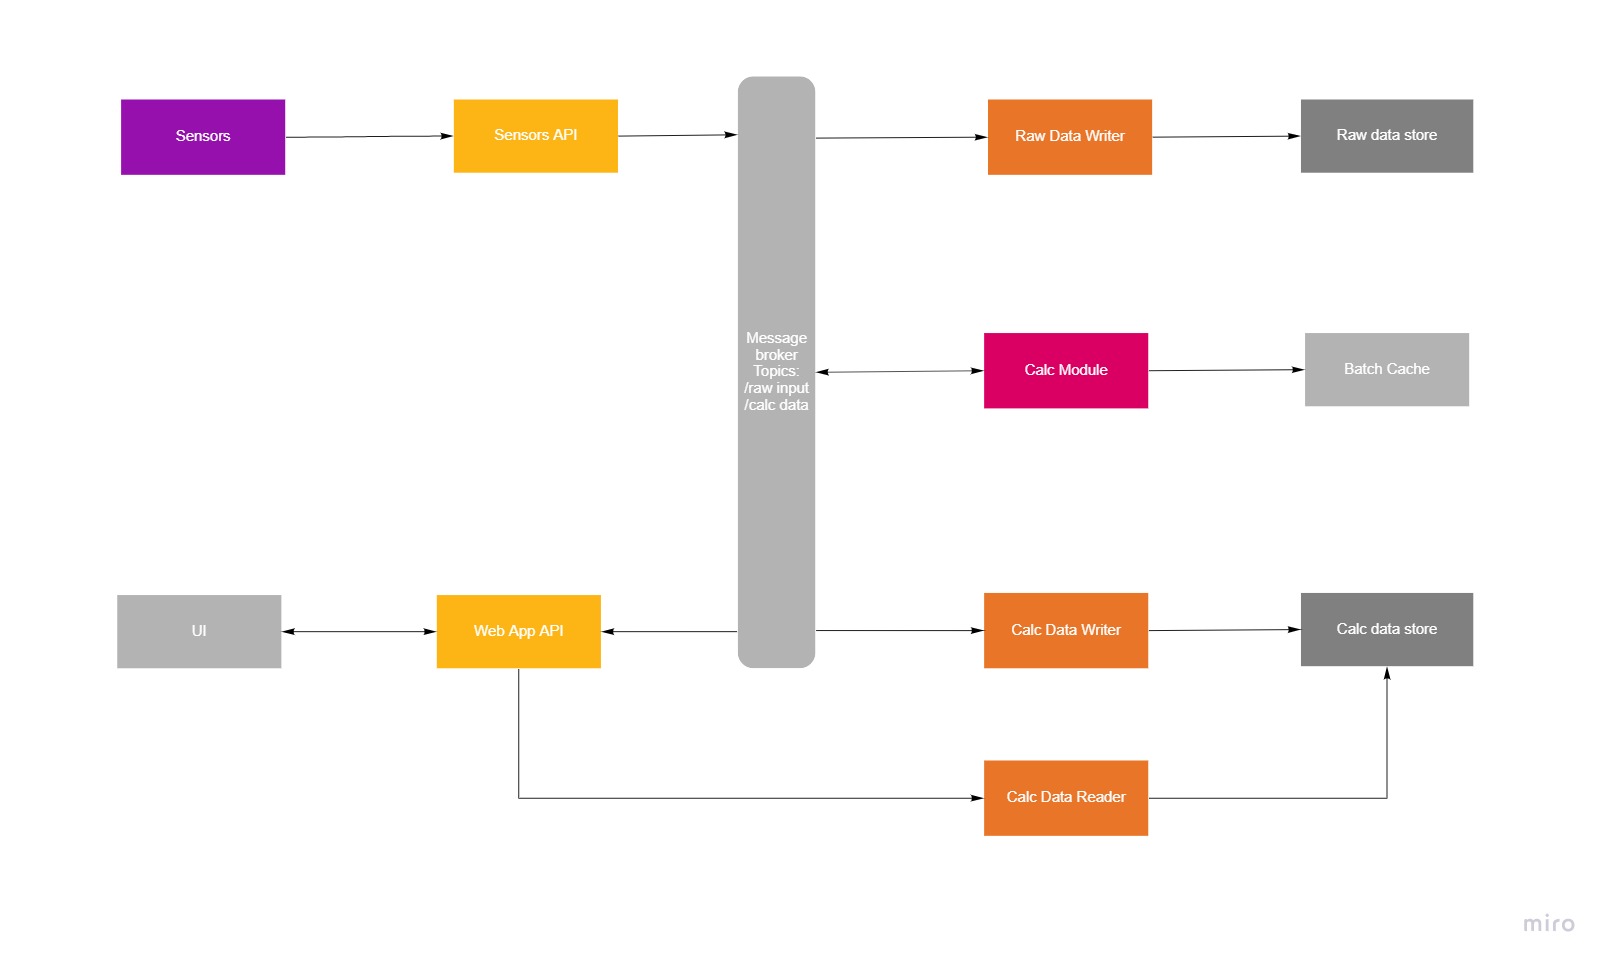 Sensors
Sensors API
Raw Data Writer
Raw data store
Message
broker
Topics:
/raw input
/calc data
Calc Module
Batch Cache
UI
Web App API
Calc Data Writer
Calc data store
Calc Data Reader
miro